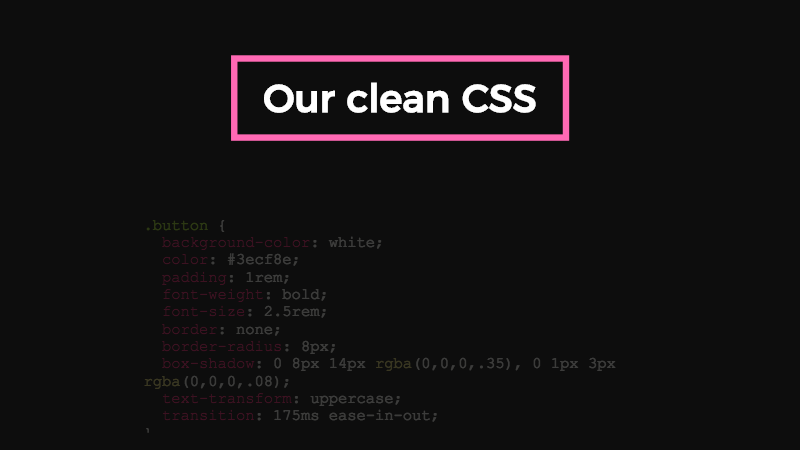 Our clean CSS
.button {
  background-color: white;
  color: #3ecf8e;
  padding: 1rem;
  font-weight: bold;
  font-size: 2.5rem;
  border: none;
  border-radius: 8px;
  box-shadow: 0 8px 14px rgba(0,0,0,.35), 0 1px 3px
rgba(0,0,0,.08);
  text-transform: uppercase;
  transition: 175ms ease-in-out;